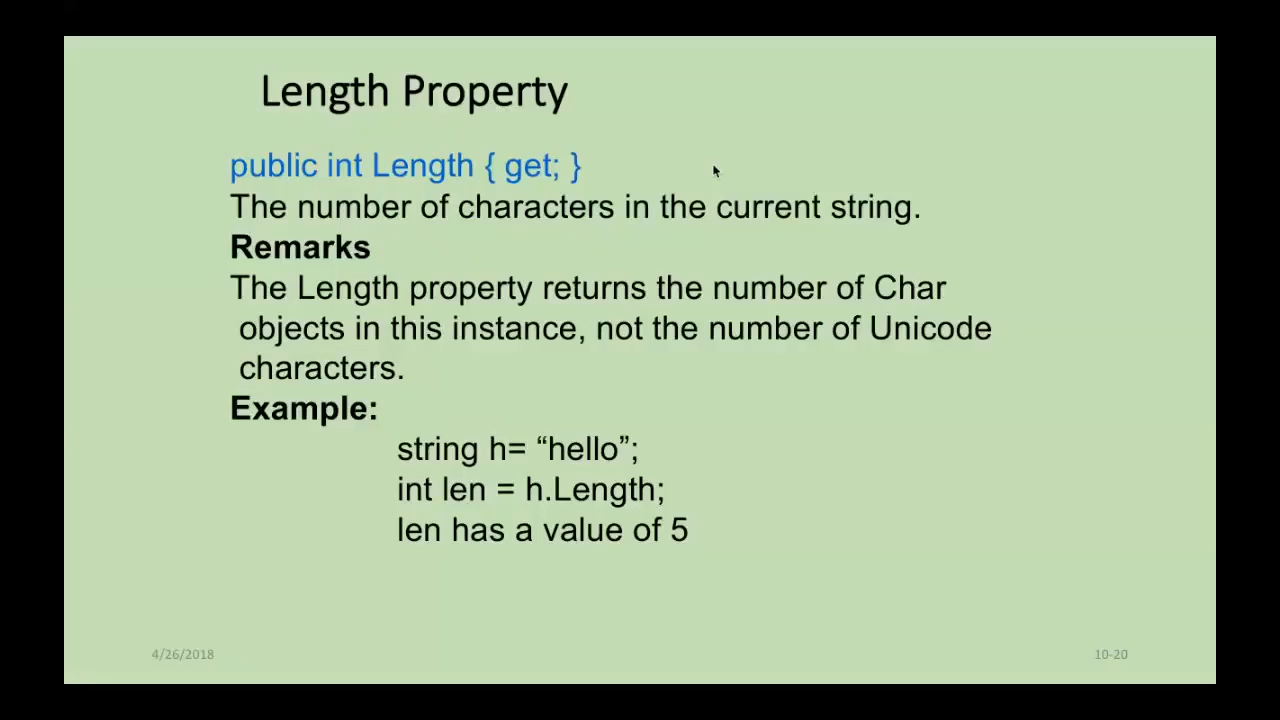 Length Property
public int Length { get; }
The number of characters in the current string.
Remarks
The Length property returns the number of Char
objects in this instance, not the number of Unicode
characters.
Example:
string h= “hello”;
int len = h.Length;
len has a value of 5
4/26/2018
10-20